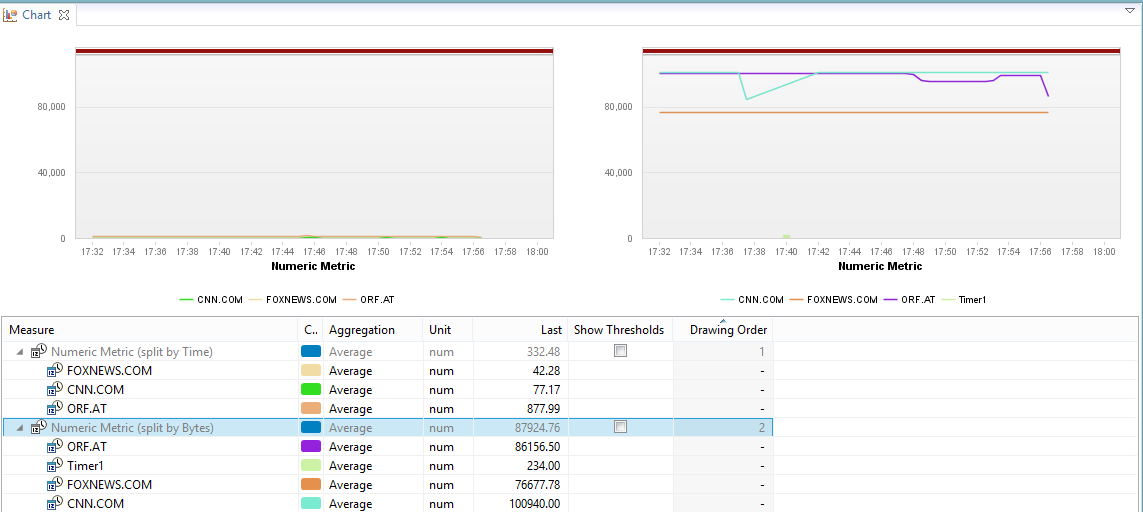 Chart
80,000
40,000
0
17:32 17:34 17:36 17:38 17:40 17:42 17:44 17:46 17:48 17:50 17:52 17:54 17:56 17:58 18:00
Numeric Metric
CNN.COM FOXNEWS.COM ORF.AT
80,000
40,000
0
17:32 17:34 17:36 17:38 17:40 17:42 17:44 17:46 17:48 17:50 17:52 17:54 17:56 17:58 18:00
Numeric Metric
CNN.COM FOXNEWS.COM ORF.AT Timer1
Measure C.. Aggregation Unit Last Show Thresholds Drawing Order
Numeric Metric (split by Time) Average num 332.48 1
FOXNEWS.COM Average num 42.28 -
CNN.COM Average num 77.17 -
ORF.AT Average num 877.99 -
Numeric Metric (split by Bytes) Average num 87924.76 2
ORF.AT Average num 86156.50 -
Timer1 Average num 234.00 -
FOXNEWS.COM Average num 76677.78 -
CNN.COM Average num 100940.00 -